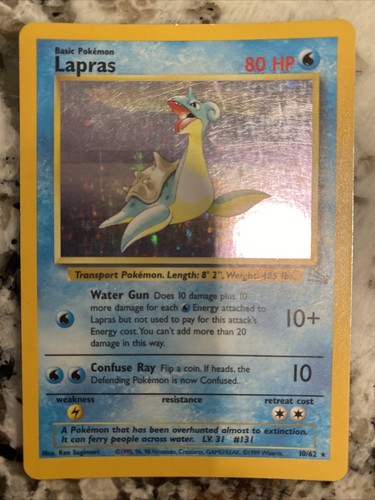 Basic Pokémon
Lapras 80 HP
Transport Pokémon. Length: 8' 2", Weight: 485 lbs.
Water Gun Does 10 damage plus 10
more damage for each Energy attached to
Lapras but not used to pay for this attack's
Energy cost. You can't add more than 20
damage in this way.
10+
Confuse Ray Flip a coin. If heads, the
Defending Pokémon is now Confused.
10
weakness resistance retreat cost
A Pokémon that has been overhunted almost to extinction.
It can ferry people across water. LV. 31 #131
Illus. Ken Sugimori ©1995, 96, 98 Nintendo, Creatures, GAMEFREAK. ©1999 Wizards. 10/62 ★